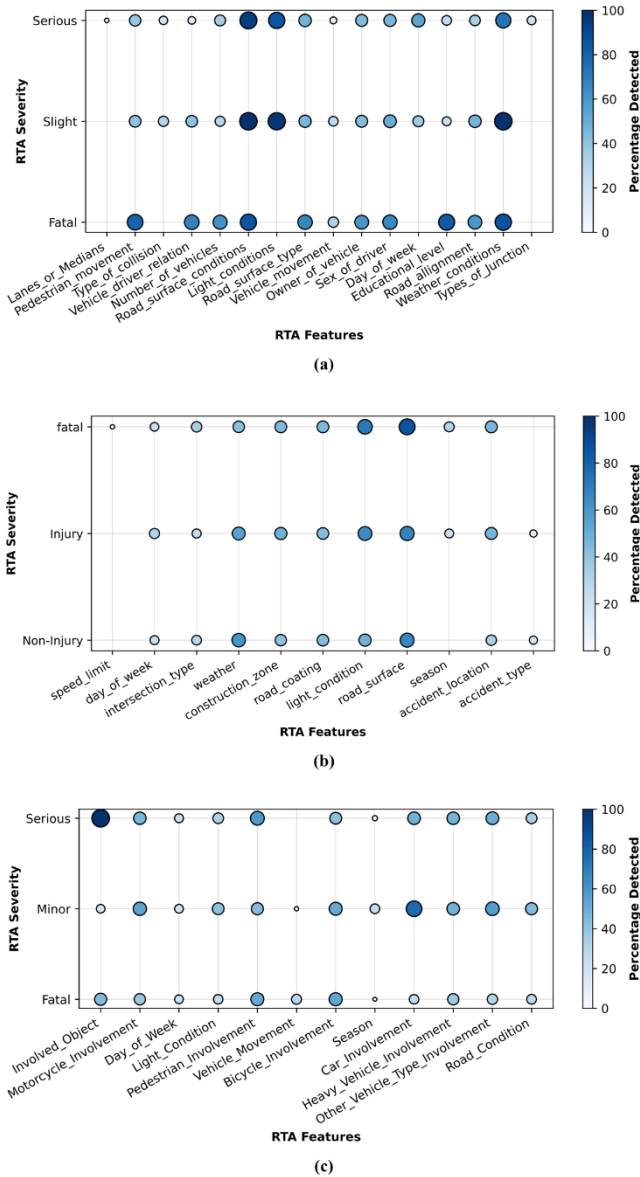 Serious
Slight
Fatal
RTA Severity
Lanes_or_Medians
Pedestrian_movement
Type_of_collision
Vehicle_driver_relation
Number_of_vehicles
Road_surface_conditions
Light_conditions
Road_surface_type
Vehicle_movement
Owner_of_vehicle
Sex_of_driver
Day_of_week
Educational_level
Road_allignment
Weather_conditions
Types_of_Junction
RTA Features
100
80
60
40
20
0
Percentage Detected
(a)
fatal
Injury
Non-Injury
RTA Severity
speed_limit
day_of_week
intersection_type
weather
construction_zone
road_coating
light_condition
road_surface
season
accident_location
accident_type
RTA Features
100
80
60
40
20
0
Percentage Detected
(b)
Serious
Minor
Fatal
RTA Severity
Involved_Object
Motorcycle_Involvement
Day_of_Week
Light_Condition
Pedestrian_Involvement
Vehicle_Movement
Bicycle_Involvement
Season
Car_Involvement
Heavy_Vehicle_Involvement
Other_Vehicle_Type_Involvement
Road_Condition
RTA Features
100
80
60
40
20
0
Percentage Detected
(c)